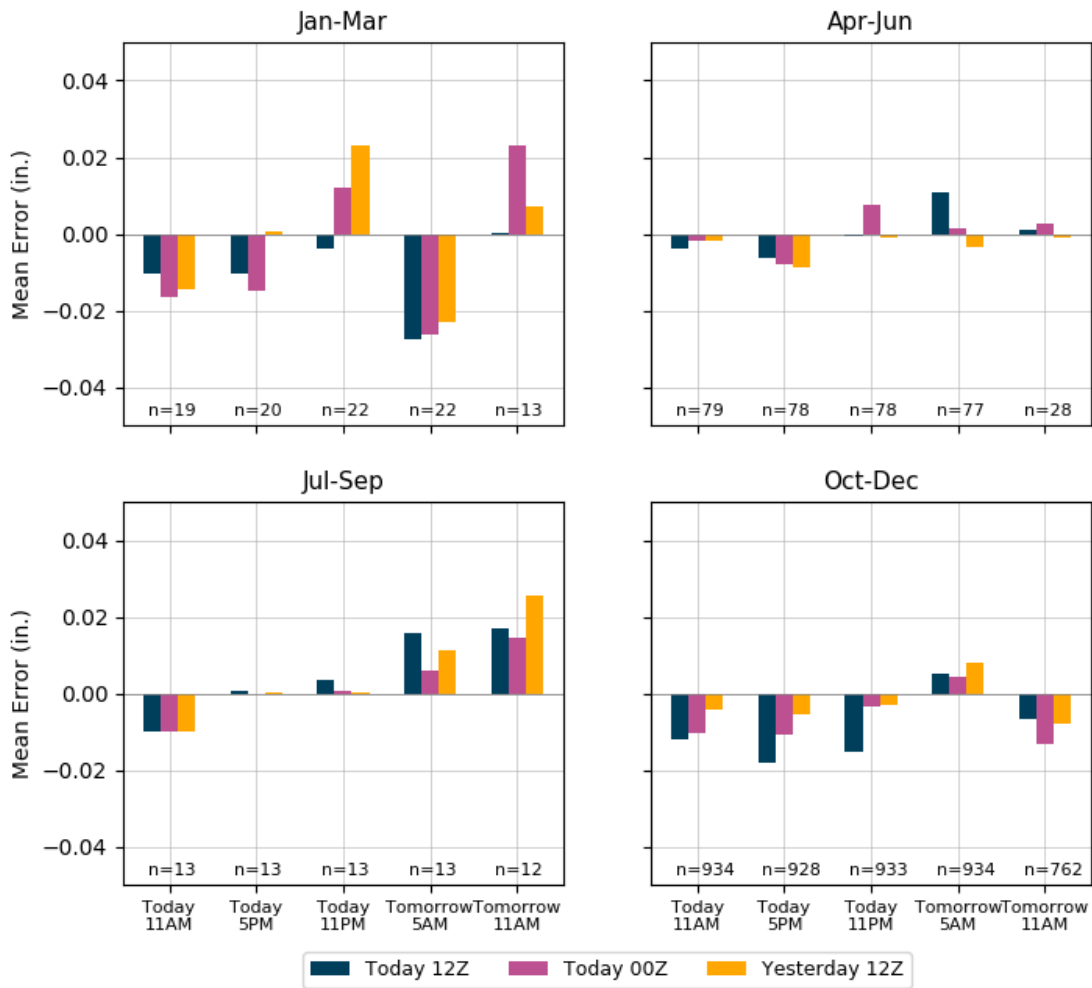 Jan-Mar
Apr-Jun
Mean Error (in.)
0.04
0.02
0.00
−0.02
−0.04
n=19 n=20 n=22 n=22 n=13
n=79 n=78 n=78 n=77 n=28
Jul-Sep
Oct-Dec
Mean Error (in.)
0.04
0.02
0.00
−0.02
−0.04
n=13 n=13 n=13 n=13 n=12
n=934 n=928 n=933 n=934 n=762
Today Today Today Tomorrow Tomorrow
11AM 5PM 11PM 5AM 11AM
Today Today Today Tomorrow Tomorrow
11AM 5PM 11PM 5AM 11AM
Today 12Z Today 00Z Yesterday 12Z